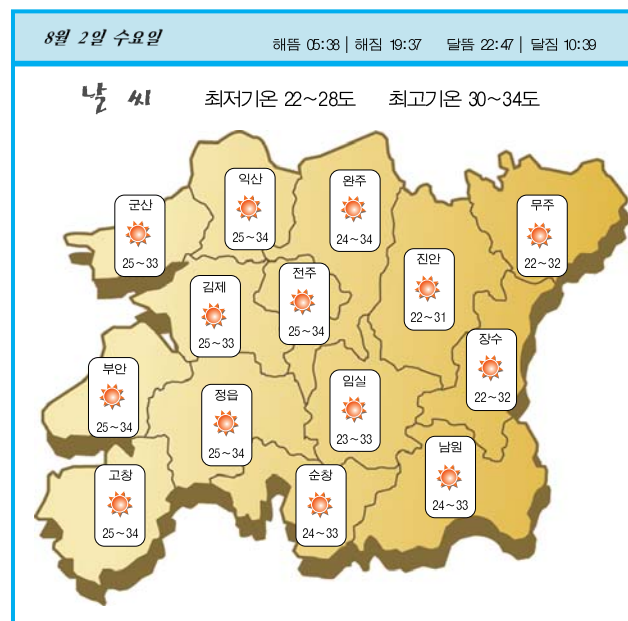 8월 2일 수요일
해뜸 05:38 | 해짐 19:37 달뜸 22:47 | 달짐 10:39
날 씨 최저기온 22~28도 최고기온 30~34도
익산
25~34
완주
24~34
군산
25~33
무주
22~32
진안
22~31
전주
25~34
김제
25~33
장수
22~32
부안
25~34
임실
23~33
정읍
25~34
남원
24~33
고창
25~34
순창
24~33